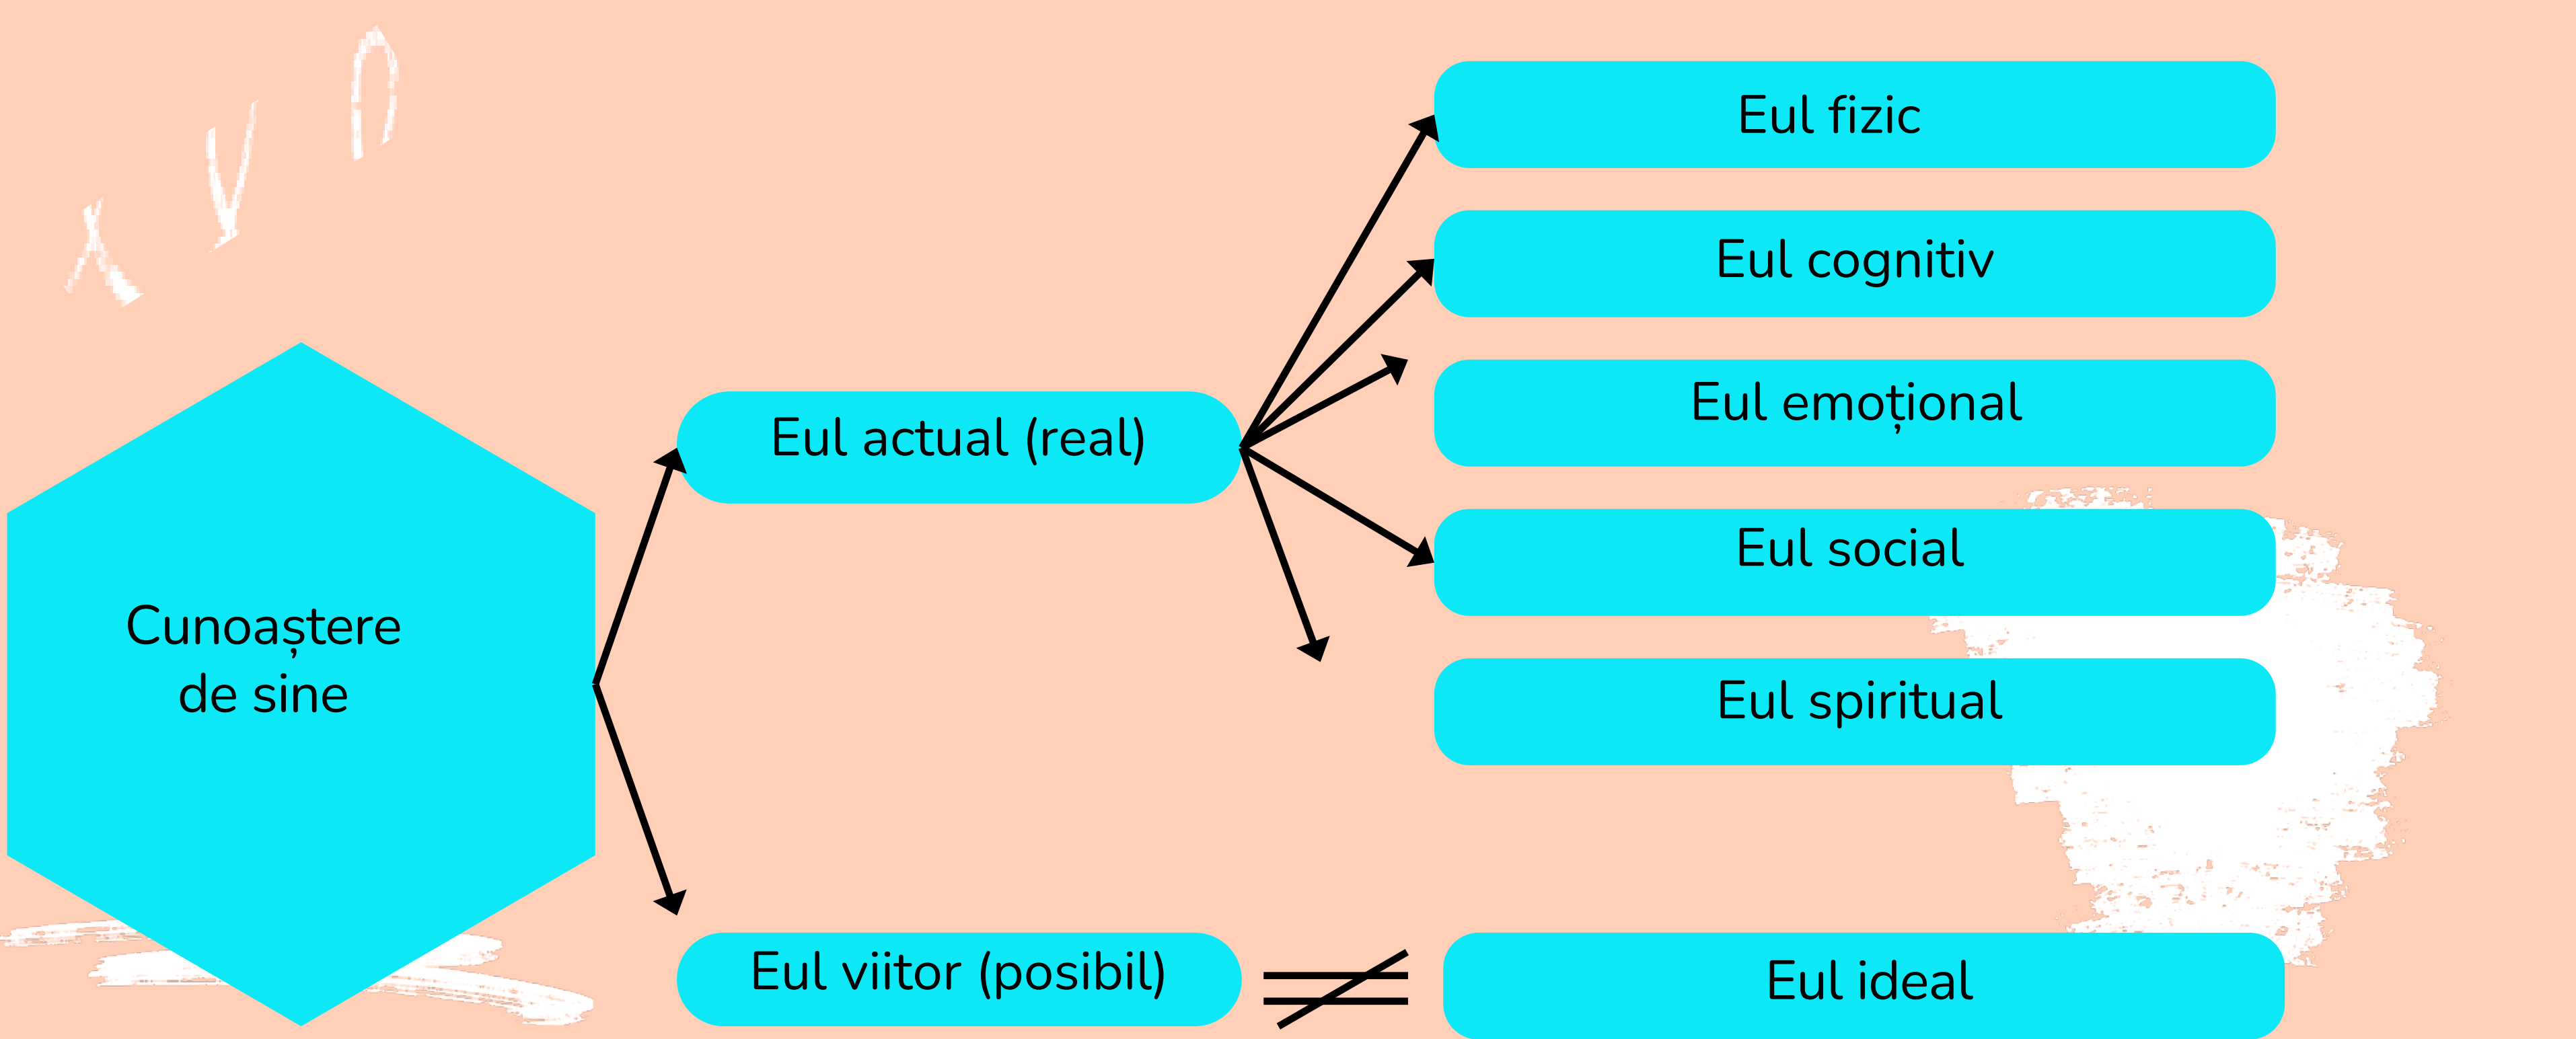 Eul fizic
Eul cognitiv
Eul emoțional
Eul actual (real)
Eul social
Cunoaștere
de sine
Eul spiritual
Eul viitor (posibil)
≠
Eul ideal